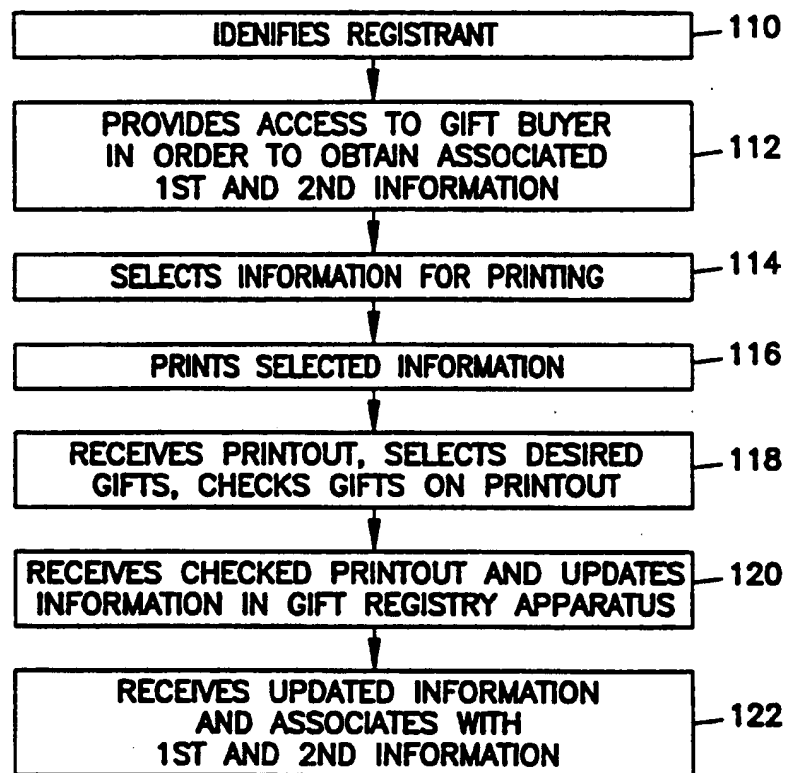 IDENIFIES REGISTRANT
110
PROVIDES ACCESS TO GIFT BUYER
IN ORDER TO OBTAIN ASSOCIATED
1ST AND 2ND INFORMATION
112
SELECTS INFORMATION FOR PRINTING
114
PRINTS SELECTED INFORMATION
116
RECEIVES PRINTOUT, SELECTS DESIRED
GIFTS, CHECKS GIFTS ON PRINTOUT
118
RECEIVES CHECKED PRINTOUT AND UPDATES
INFORMATION IN GIFT REGISTRY APPARATUS
120
RECEIVES UPDATED INFORMATION
AND ASSOCIATES WITH
1ST AND 2ND INFORMATION
122